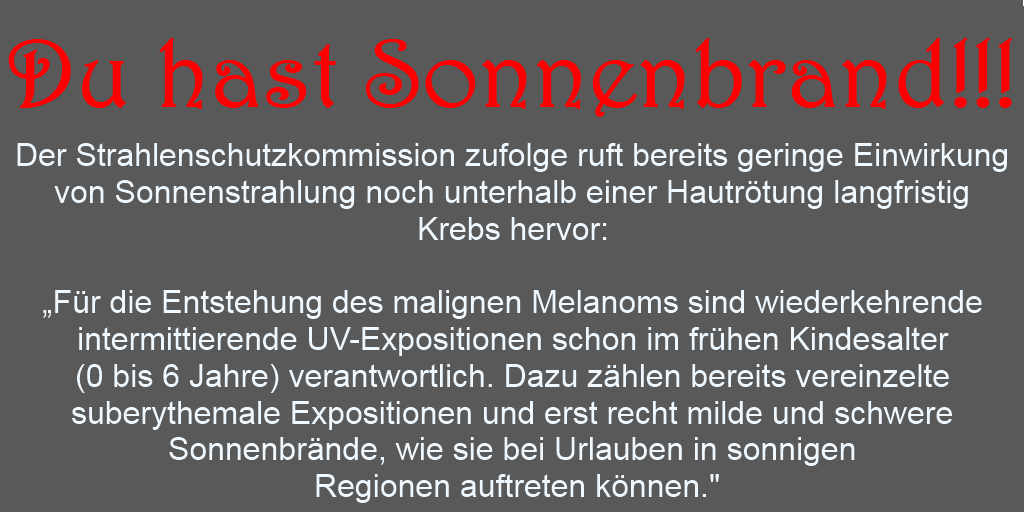 Du hast Sonnenbrand!!!
Der Strahlenschutzkommission zufolge ruft bereits geringe Einwirkung
von Sonnenstrahlung noch unterhalb einer Hautrötung langfristig
Krebs hervor:
„Für die Entstehung des malignen Melanoms sind wiederkehrende
intermittierende UV-Expositionen schon im frühen Kindesalter
(0 bis 6 Jahre) verantwortlich. Dazu zählen bereits vereinzelte
suberythemale Expositionen und erst recht milde und schwere
Sonnenbrände, wie sie bei Urlauben in sonnigen
Regionen auftreten können."